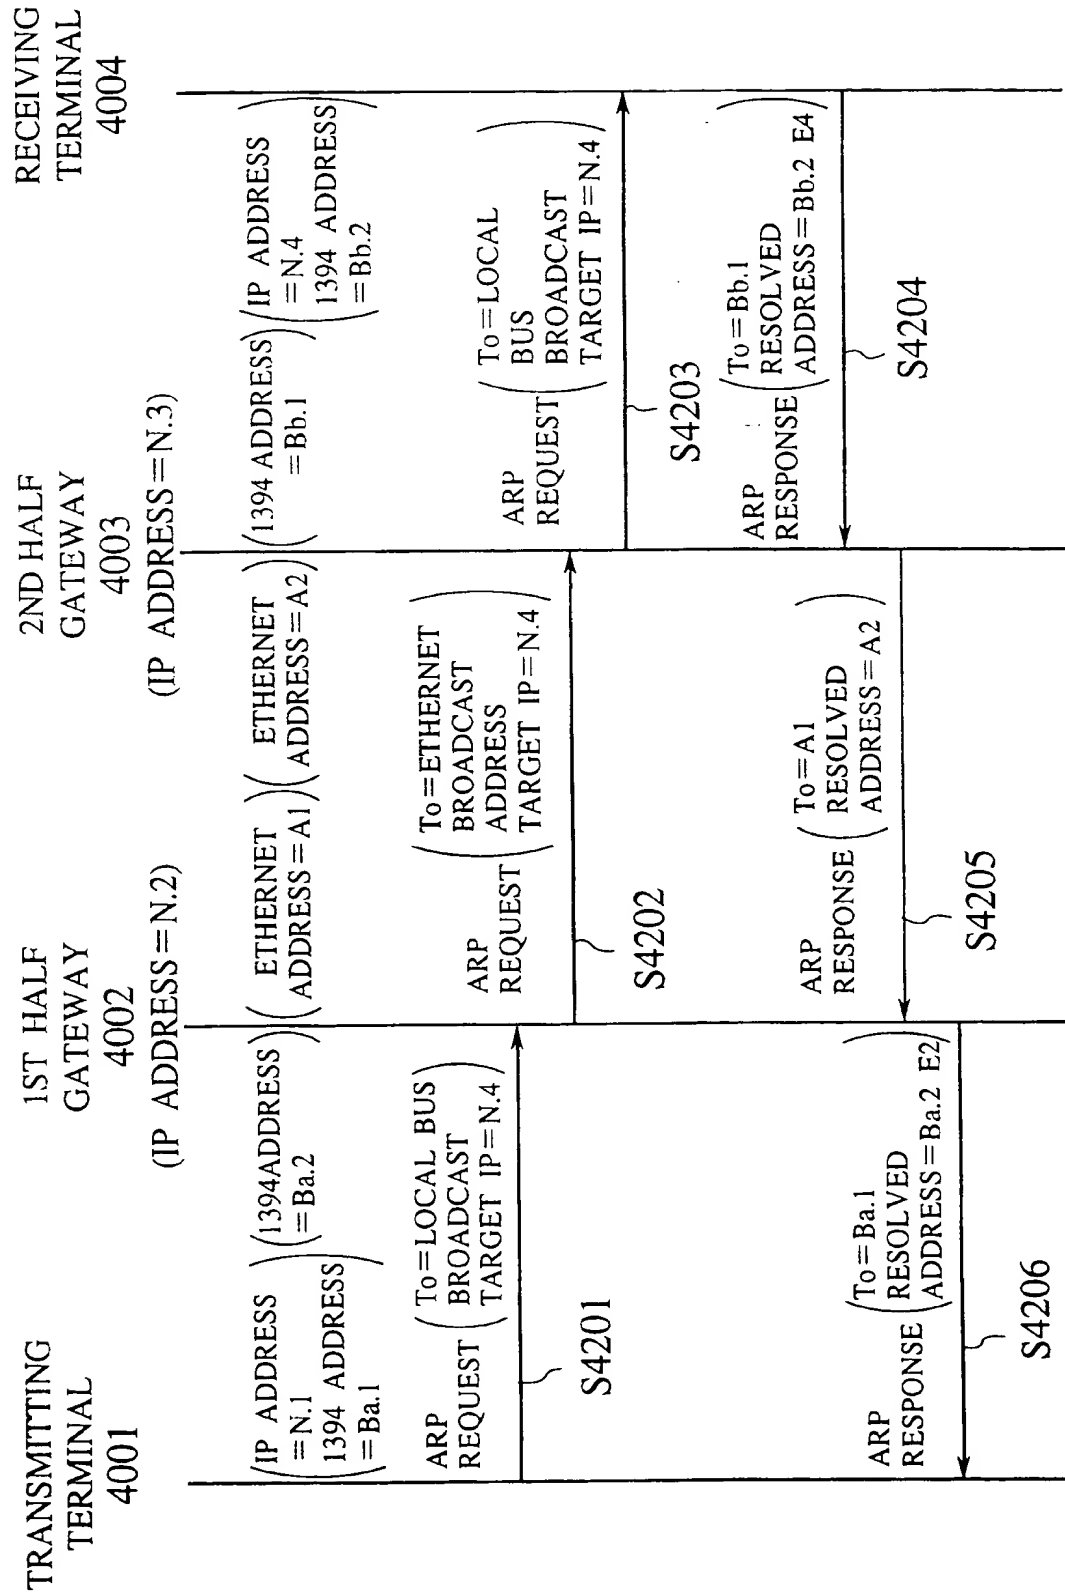 TRANSMITTING
TERMINAL
4001
1ST HALF
GATEWAY
4002
(IP ADDRESS=N.2)
2ND HALF
GATEWAY
4003
(IP ADDRESS=N.3)
RECEIVING
TERMINAL
4004
(IP ADDRESS
=N.1
1394 ADDRESS
=Ba.1)
(1394ADDRESS
=Ba.2)
(ETHERNET
ADDRESS=A1)
(ETHERNET
ADDRESS=A2)
(1394 ADDRESS
=Bb.1)
(IP ADDRESS
=N.4
1394 ADDRESS
=Bb.2)
ARP
REQUEST
(To=LOCAL BUS
BROADCAST
TARGET IP=N.4)
S4201
ARP
REQUEST
(To=ETHERNET
BROADCAST
ADDRESS
TARGET IP=N.4)
S4202
ARP
REQUEST
(To=LOCAL
BUS
BROADCAST
TARGET IP=N.4)
S4203
ARP
RESPONSE
(To=Bb.1
RESOLVED
ADDRESS=Bb.2 E4)
S4204
ARP
RESPONSE
(To=A1
RESOLVED
ADDRESS=A2)
S4205
ARP
RESPONSE
(To=Ba.1
RESOLVED
ADDRESS=Ba.2 E2)
S4206